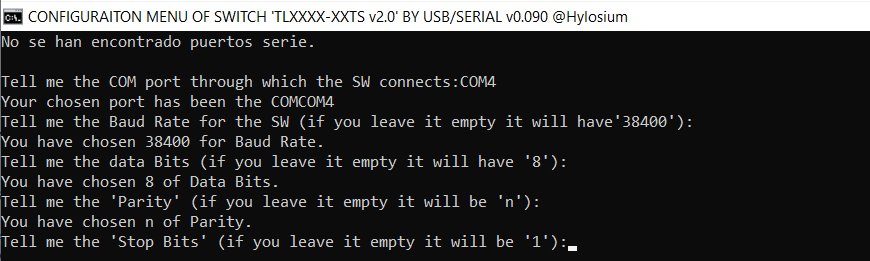 CONFIGURAITON MENU OF SWITCH 'TLXXXX-XXTS v2.0' BY USB/SERIAL v0.090 @Hylosium
No se han encontrado puertos serie.
Tell me the COM port through which the SW connects:COM4
Your chosen port has been the COMCOM4
Tell me the Baud Rate for the SW (if you leave it empty it will have'38400'):
You have chosen 38400 for Baud Rate.
Tell me the data Bits (if you leave it empty it will have '8'):
You have chosen 8 of Data Bits.
Tell me the 'Parity' (if you leave it empty it will be 'n'):
You have chosen n of Parity.
Tell me the 'Stop Bits' (if you leave it empty it will be '1'):